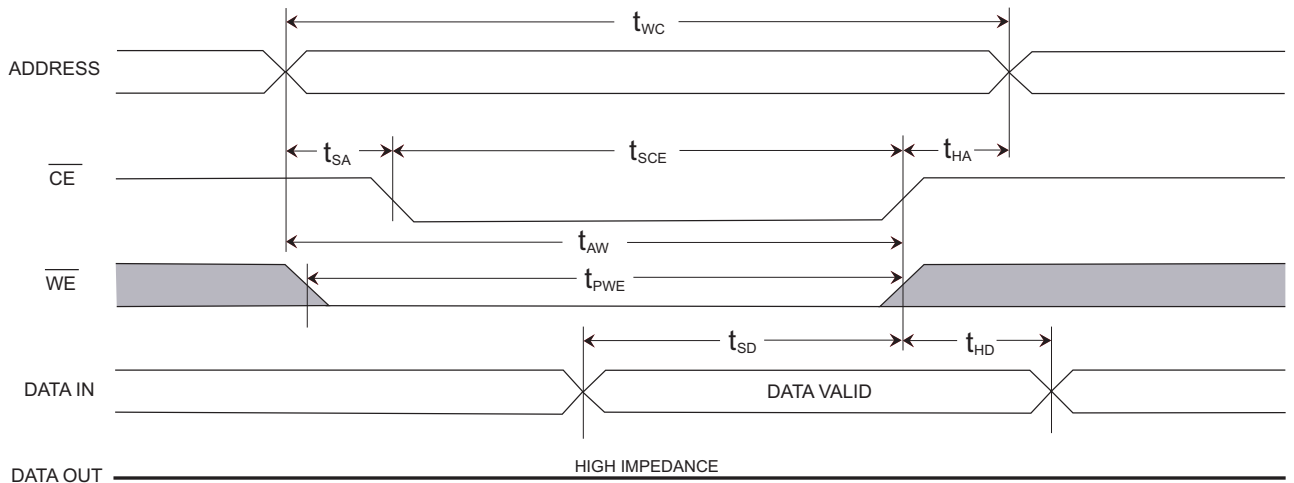 tWC
ADDRESS
tSA
tSCE
tHA
CE
tAW
WE
tPWE
tSD
tHD
DATA IN
DATA VALID
DATA OUT
HIGH IMPEDANCE